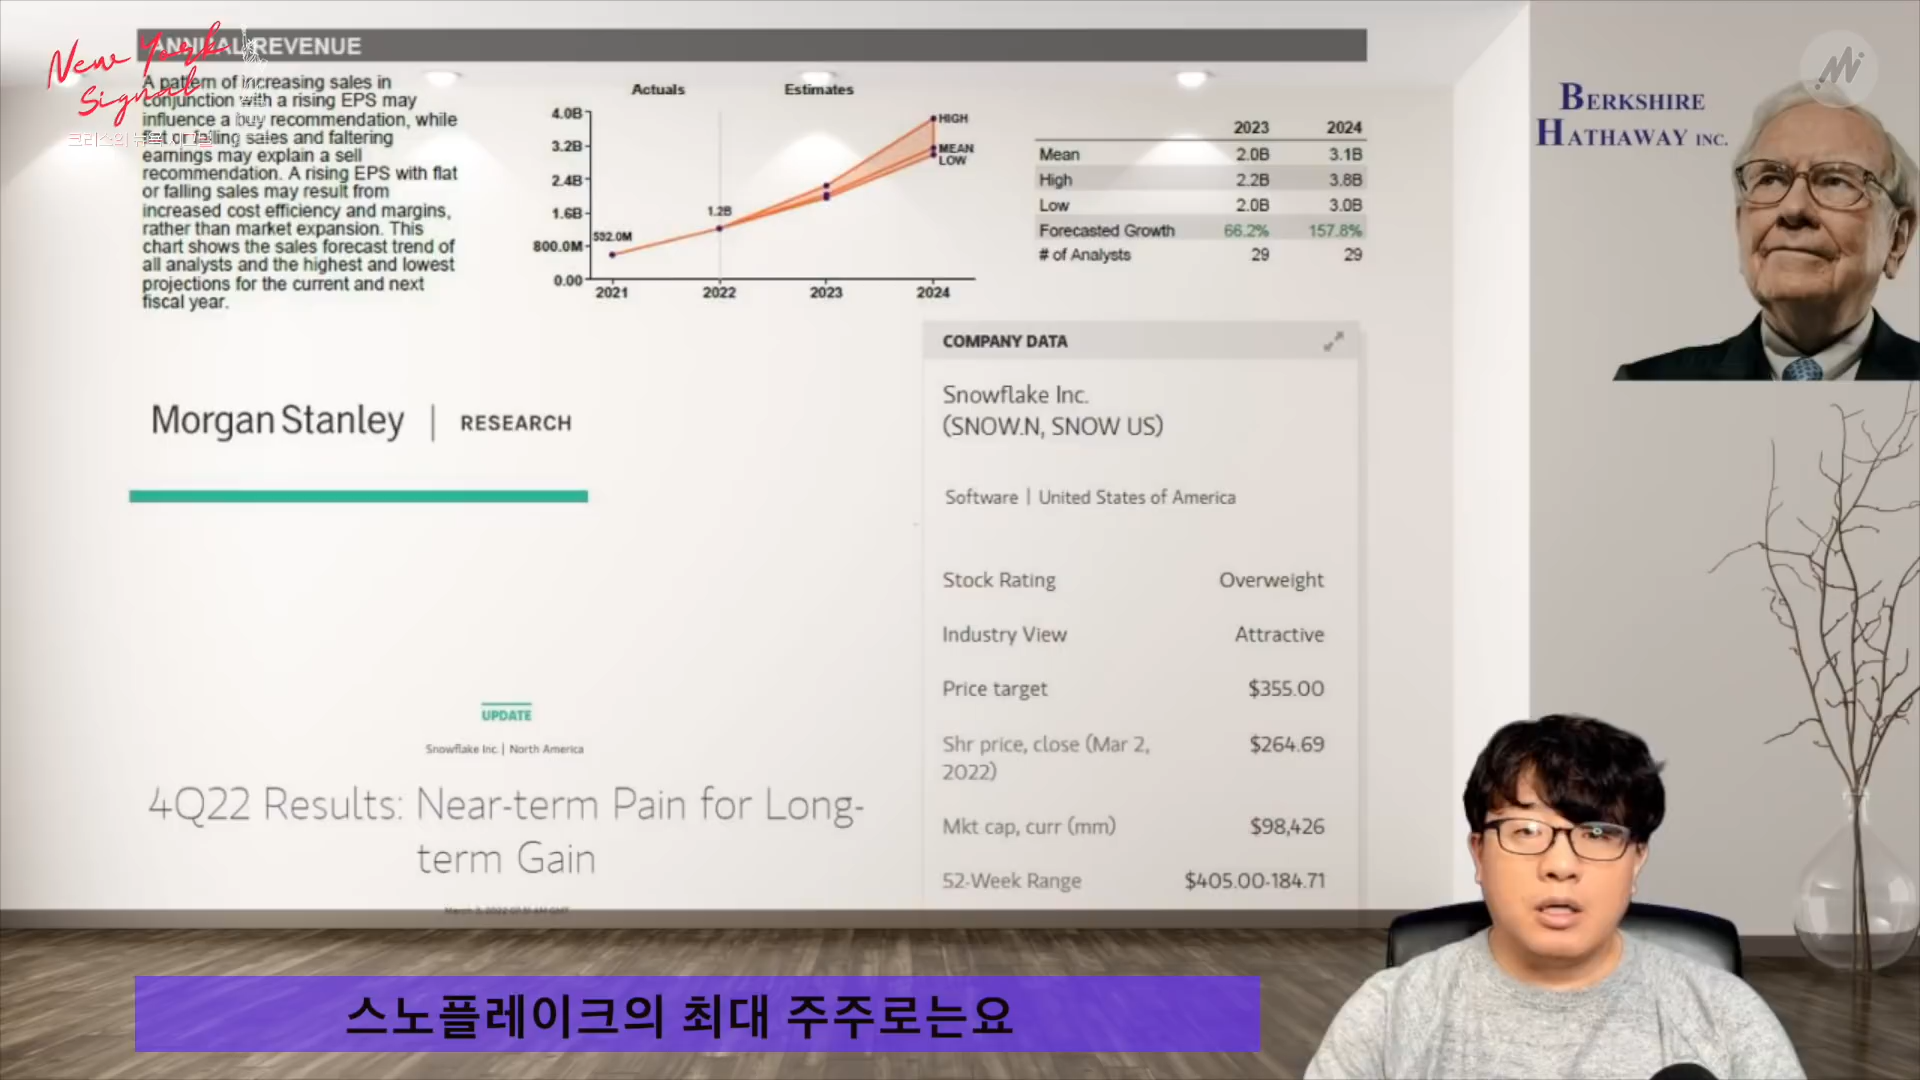 New York
Signal
크리스의 뉴욕시그널
ANNUAL REVENUE
A pattern of increasing sales in
conjunction with a rising EPS may
influence a buy recommendation, while
flat or falling sales and faltering
earnings may explain a sell
recommendation. A rising EPS with flat
or falling sales may result from
increased cost efficiency and margins,
rather than market expansion. This
chart shows the sales forecast trend of
all analysts and the highest and lowest
projections for the current and next
fiscal year.
Actuals
Estimates
4.0B
3.2B
2.4B
1.6B
800.0M
0.00
592.0M
1.2B
HIGH
MEAN
LOW
2021 2022 2023 2024
2023 2024
Mean 2.0B 3.1B
High 2.2B 3.8B
Low 2.0B 3.0B
Forecasted Growth 66.2% 157.8%
# of Analysts 29 29
BERKSHIRE
HATHAWAY INC.
Morgan Stanley | RESEARCH
UPDATE
Snowflake Inc. | North America
4Q22 Results: Near-term Pain for Long-
term Gain
COMPANY DATA
Snowflake Inc.
(SNOW.N, SNOW US)
Software | United States of America
Stock Rating Overweight
Industry View Attractive
Price target $355.00
Shr price, close (Mar 2, $264.69
2022)
Mkt cap, curr (mm) $98,426
52-Week Range $405.00-184.71
스노플레이크의 최대 주주로는요